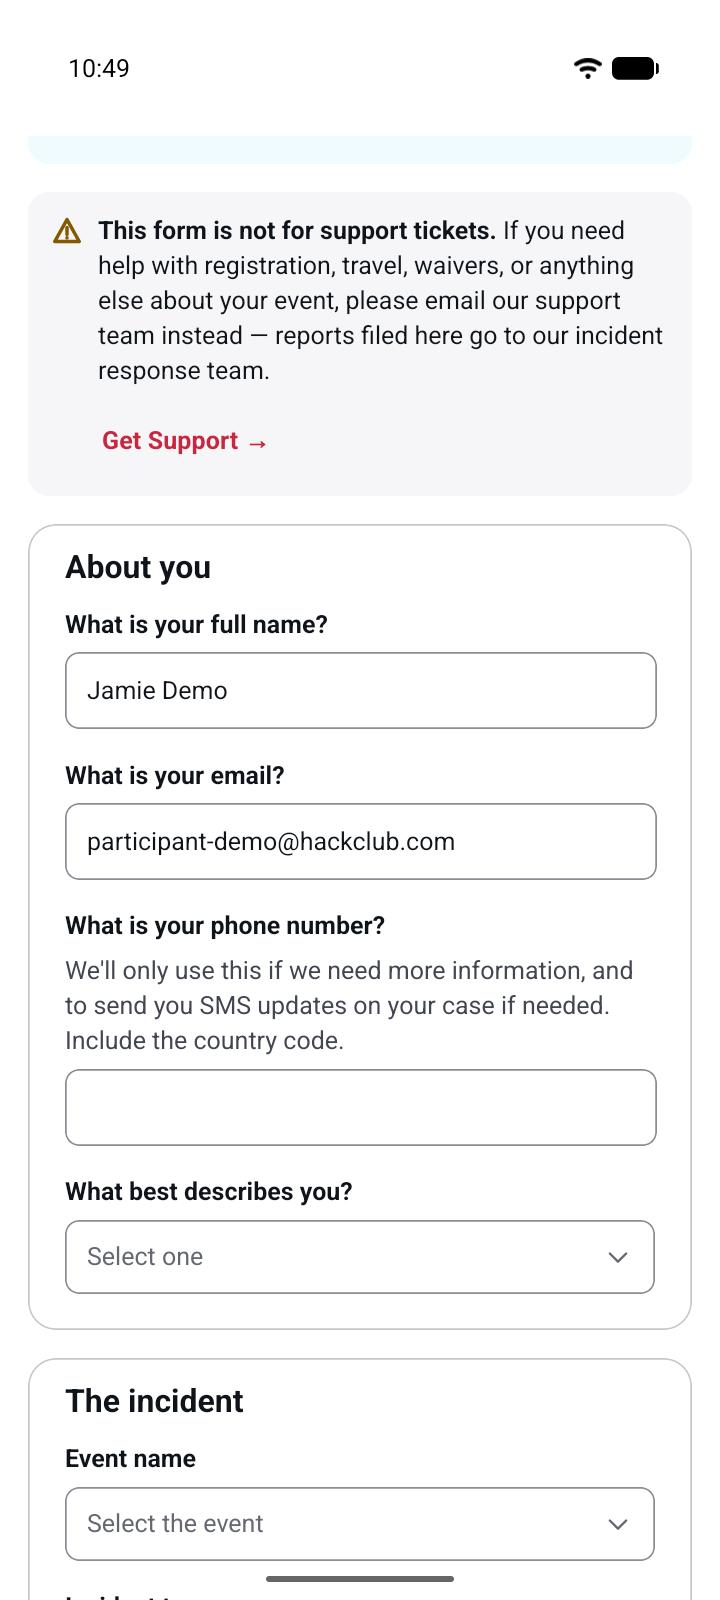 10:49
This form is not for support tickets. If you need
help with registration, travel, waivers, or anything
else about your event, please email our support
team instead — reports filed here go to our incident
response team.
Get Support →
About you
What is your full name?
Jamie Demo
What is your email?
participant-demo@hackclub.com
What is your phone number?
We'll only use this if we need more information, and
to send you SMS updates on your case if needed.
Include the country code.
What best describes you?
Select one
The incident
Event name
Select the event